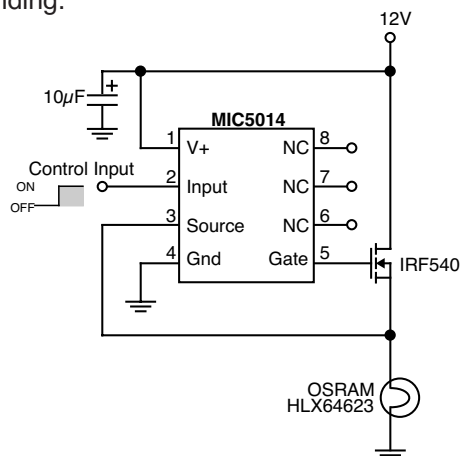 nding.
12V
+
10µF
MIC5014
1 V+ NC 8
Control Input
ON
OFF
2 Input NC 7
3 Source NC 6
4 Gnd Gate 5
IRF540
OSRAM
HLX64623